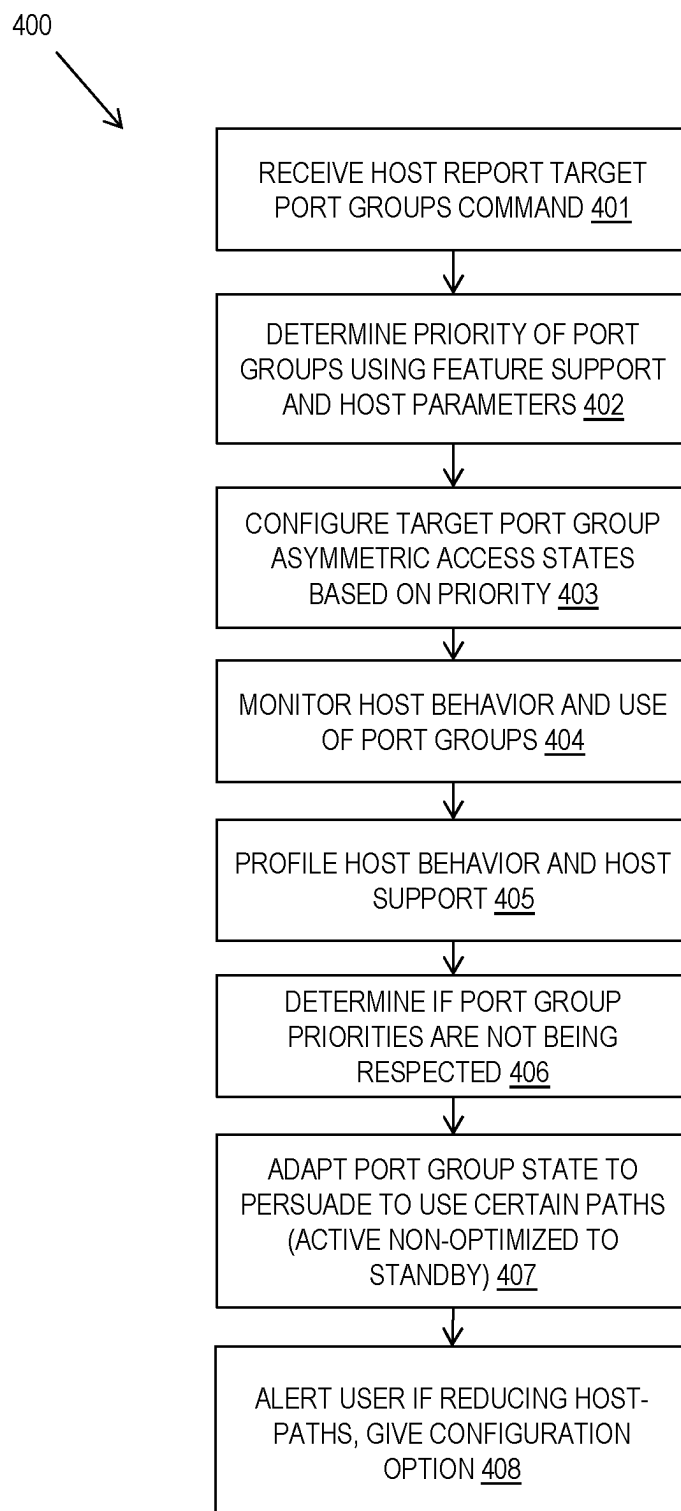 400
RECEIVE HOST REPORT TARGET
PORT GROUPS COMMAND 401
DETERMINE PRIORITY OF PORT
GROUPS USING FEATURE SUPPORT
AND HOST PARAMETERS 402
CONFIGURE TARGET PORT GROUP
ASYMMETRIC ACCESS STATES
BASED ON PRIORITY 403
MONITOR HOST BEHAVIOR AND USE
OF PORT GROUPS 404
PROFILE HOST BEHAVIOR AND HOST
SUPPORT 405
DETERMINE IF PORT GROUP
PRIORITIES ARE NOT BEING
RESPECTED 406
ADAPT PORT GROUP STATE TO
PERSUADE TO USE CERTAIN PATHS
(ACTIVE NON-OPTIMIZED TO
STANDBY) 407
ALERT USER IF REDUCING HOST-
PATHS, GIVE CONFIGURATION
OPTION 408